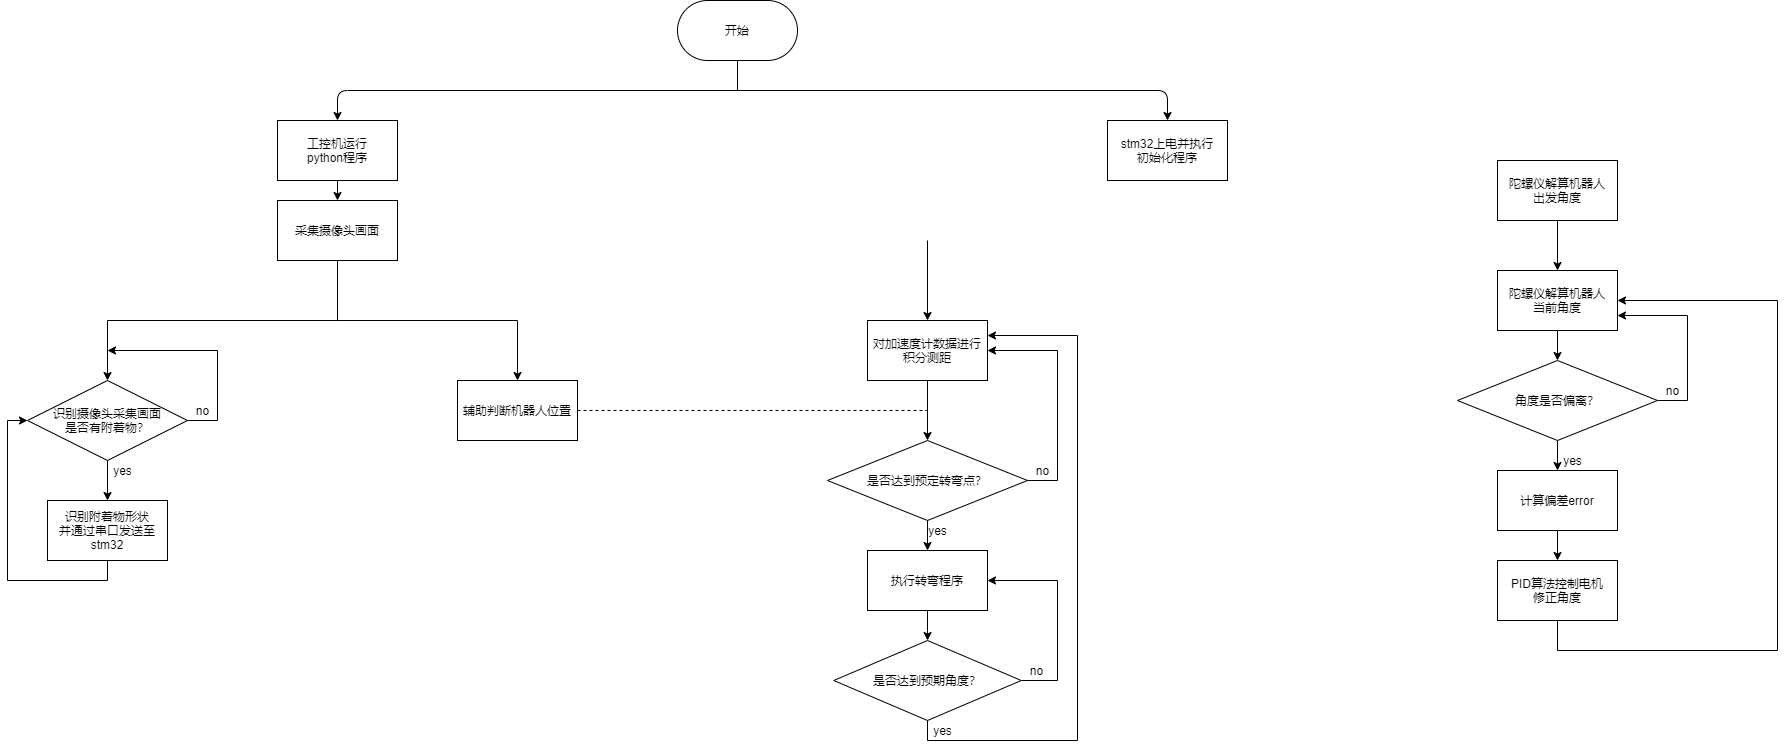 开始
工控机运行
python程序
采集摄像头画面
识别摄像头采集画面
是否有附着物?
no
yes
识别附着物形状
并通过串口发送至
stm32
辅助判断机器人位置
stm32上电并执行
初始化程序
对加速度计数据进行
积分测距
是否达到预定转弯点?
no
yes
执行转弯程序
是否达到预期角度?
no
yes
陀螺仪解算机器人
出发角度
陀螺仪解算机器人
当前角度
角度是否偏离?
no
yes
计算偏差error
PID算法控制电机
修正角度